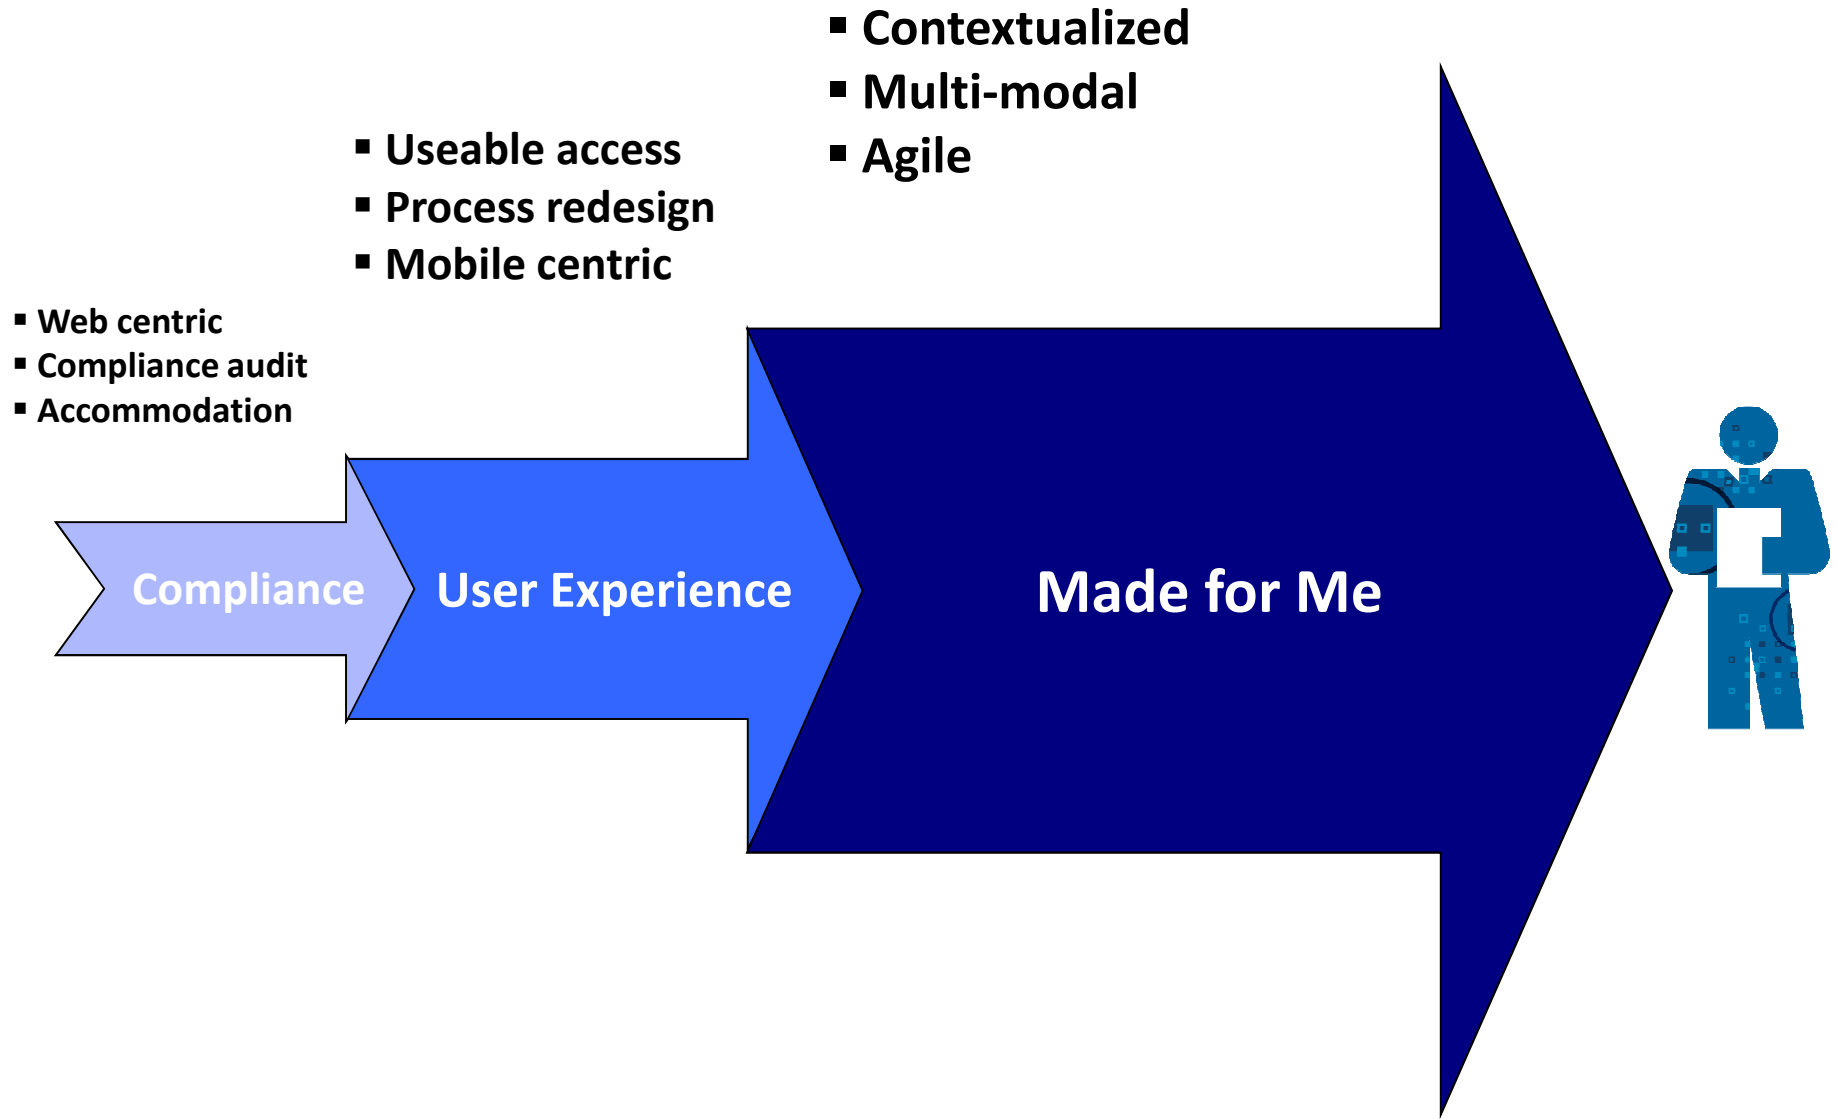 ▪ Contextualized
▪ Multi-modal
▪ Agile
▪ Useable access
▪ Process redesign
▪ Mobile centric
▪ Web centric
▪ Compliance audit
▪ Accommodation
Compliance
User Experience
Made for Me